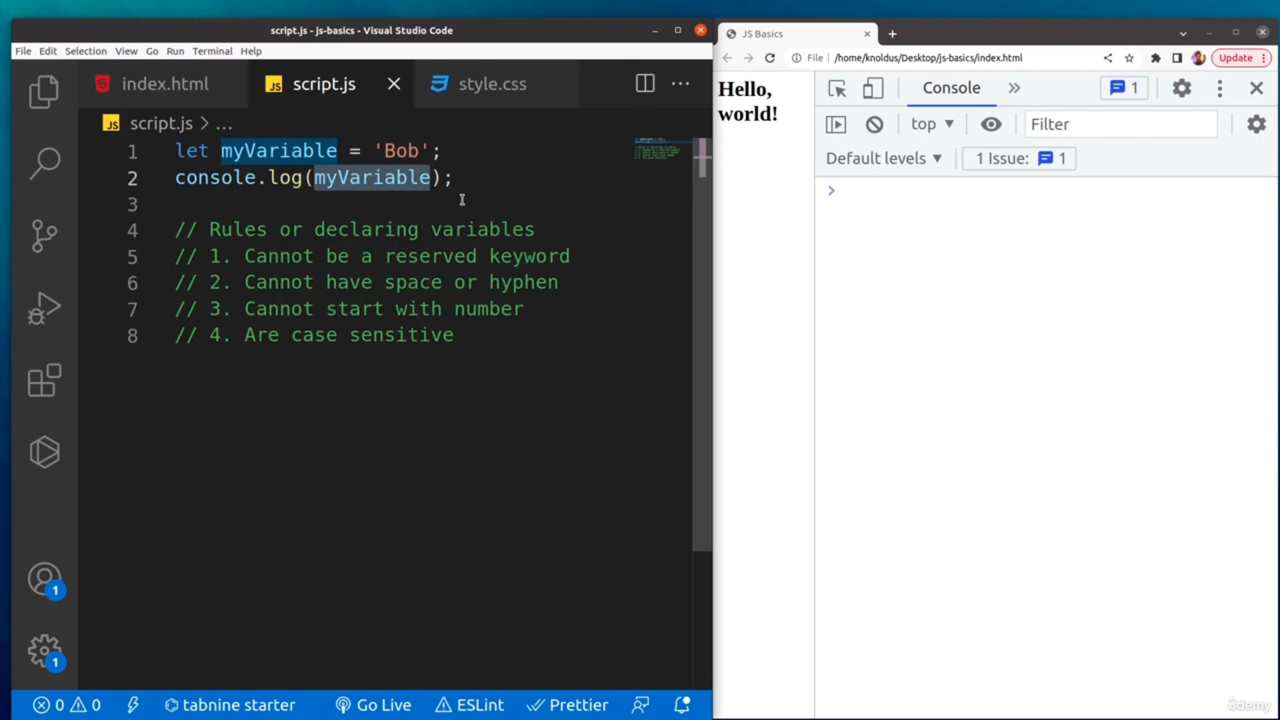 script.js - js-basics - Visual Studio Code
File Edit Selection View Go Run Terminal Help
index.html script.js style.css
JS script.js > ...
1 let myVariable = 'Bob';
2 console.log(myVariable);
3
4 // Rules or declaring variables
5 // 1. Cannot be a reserved keyword
6 // 2. Cannot have space or hyphen
7 // 3. Cannot start with number
8 // 4. Are case sensitive
1
1
0 0 tabnine starter Go Live ESLint Prettier
JS Basics
File /home/knoldus/Desktop/js-basics/index.html Update
Hello,
world!
Console 1
top Filter
Default levels 1 Issue: 1
>
ûdemy